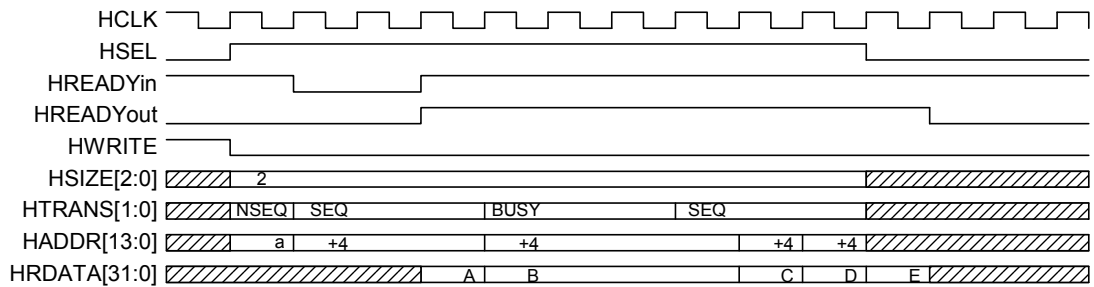 HCLK
HSEL
HREADYin
HREADYout
HWRITE
HSIZE[2:0] 2
HTRANS[1:0] NSEQ SEQ BUSY SEQ
HADDR[13:0] a +4 +4 +4 +4
HRDATA[31:0] A B C D E